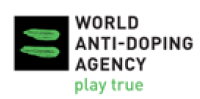 WORLD
ANTI-DOPING
AGENCY
play true